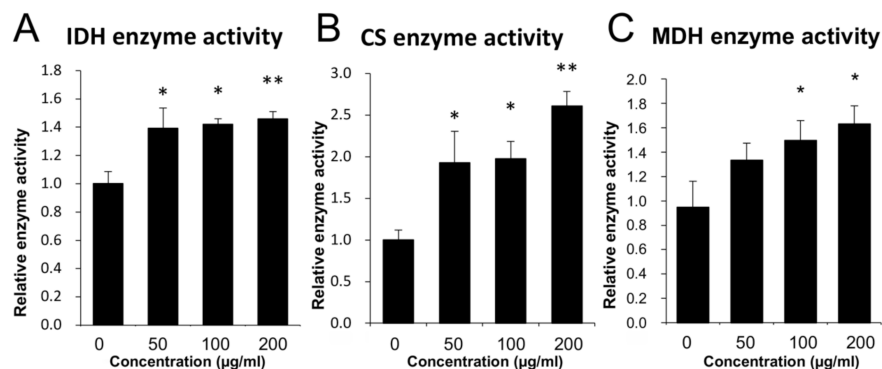 A IDH enzyme activity
Relative enzyme activity
1.8
1.6
1.4
1.2
1.0
0.8
0.6
0.4
0.2
0.0
* * **
0 50 100 200
Concentration (µg/ml)
B CS enzyme activity
Relative enzyme activity
3.0
2.5
2.0
1.5
1.0
0.5
0.0
* * **
0 50 100 200
Concentration (µg/ml)
C MDH enzyme activity
Relative enzyme activity
2.0
1.8
1.6
1.4
1.2
1.0
0.8
0.6
0.4
0.2
0.0
* *
0 50 100 200
Concentration (µg/ml)